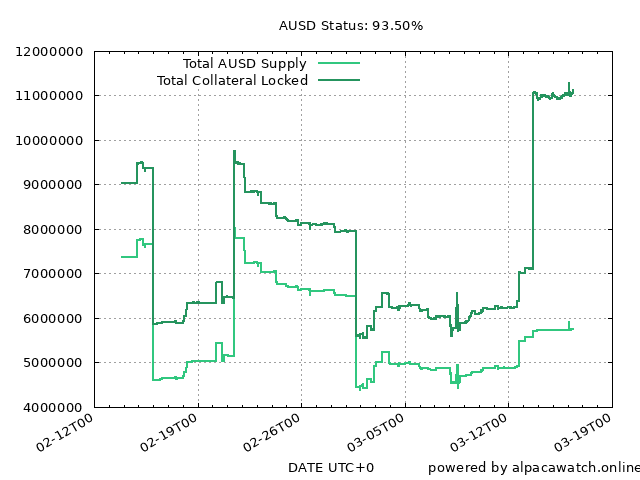 AUSD Status: 93.50%
12000000
11000000
10000000
9000000
8000000
7000000
6000000
5000000
4000000
Total AUSD Supply
Total Collateral Locked
02-12T00
02-19T00
02-26T00
03-05T00
03-12T00
03-19T00
DATE UTC+0
powered by alpacawatch.online